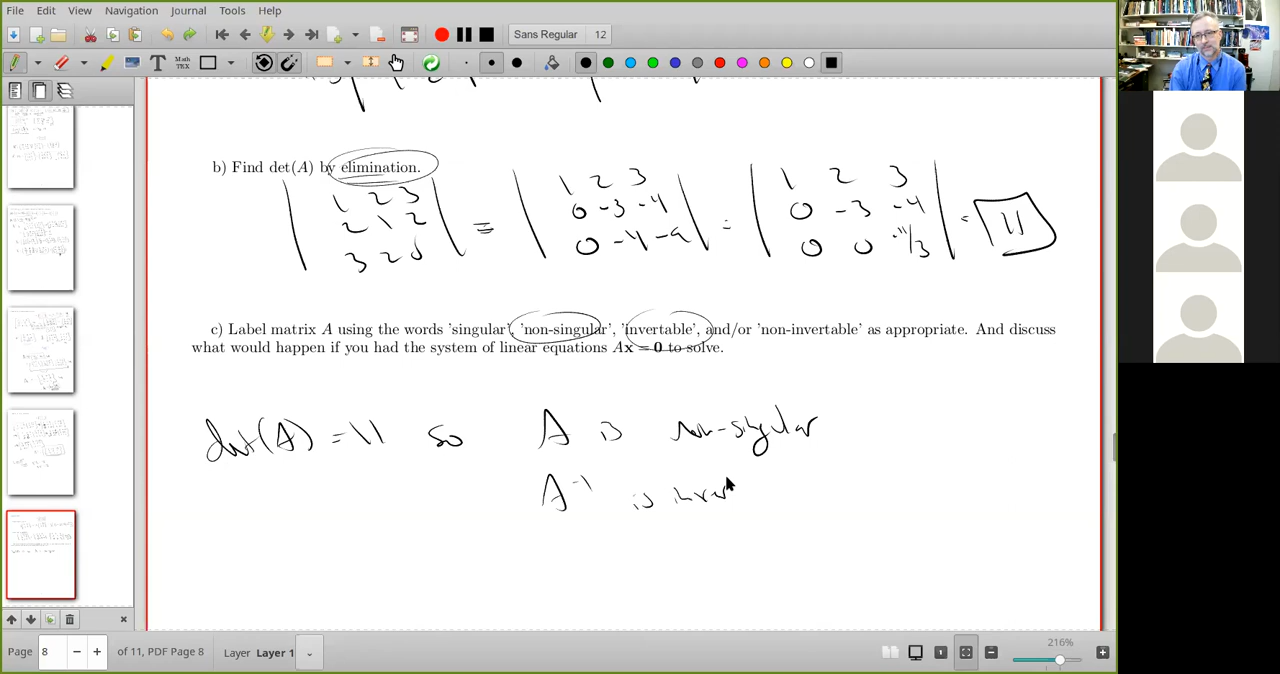 File Edit View Navigation Journal Tools Help
Sans Regular 12
Math TEX
b) Find det(A) by elimination.
1 2 3 1 2 3 1 2 3
2 1 2 = 0 -3 -4 = 0 -3 -4 = 11
3 2 0 0 -4 -9 0 0 -11/3
c) Label matrix A using the words 'singular', 'non-singular', 'invertable', and/or 'non-invertable' as appropriate. And discuss
what would happen if you had the system of linear equations Ax = 0 to solve.
det(A) = 11 so A is non-singular
A⁻¹ is invert
Page 8 of 11, PDF Page 8 Layer Layer 1 216%